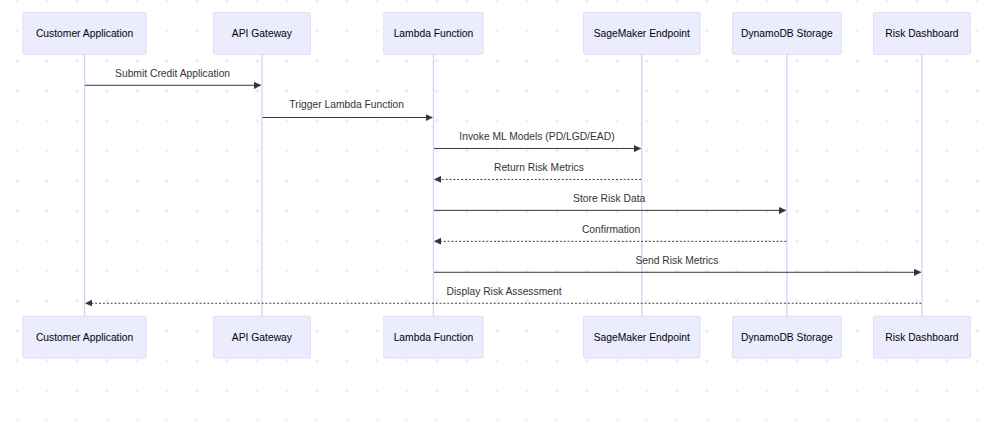 Customer Application
API Gateway
Lambda Function
SageMaker Endpoint
DynamoDB Storage
Risk Dashboard
Submit Credit Application
Trigger Lambda Function
Invoke ML Models (PD/LGD/EAD)
Return Risk Metrics
Store Risk Data
Confirmation
Send Risk Metrics
Display Risk Assessment
Customer Application
API Gateway
Lambda Function
SageMaker Endpoint
DynamoDB Storage
Risk Dashboard